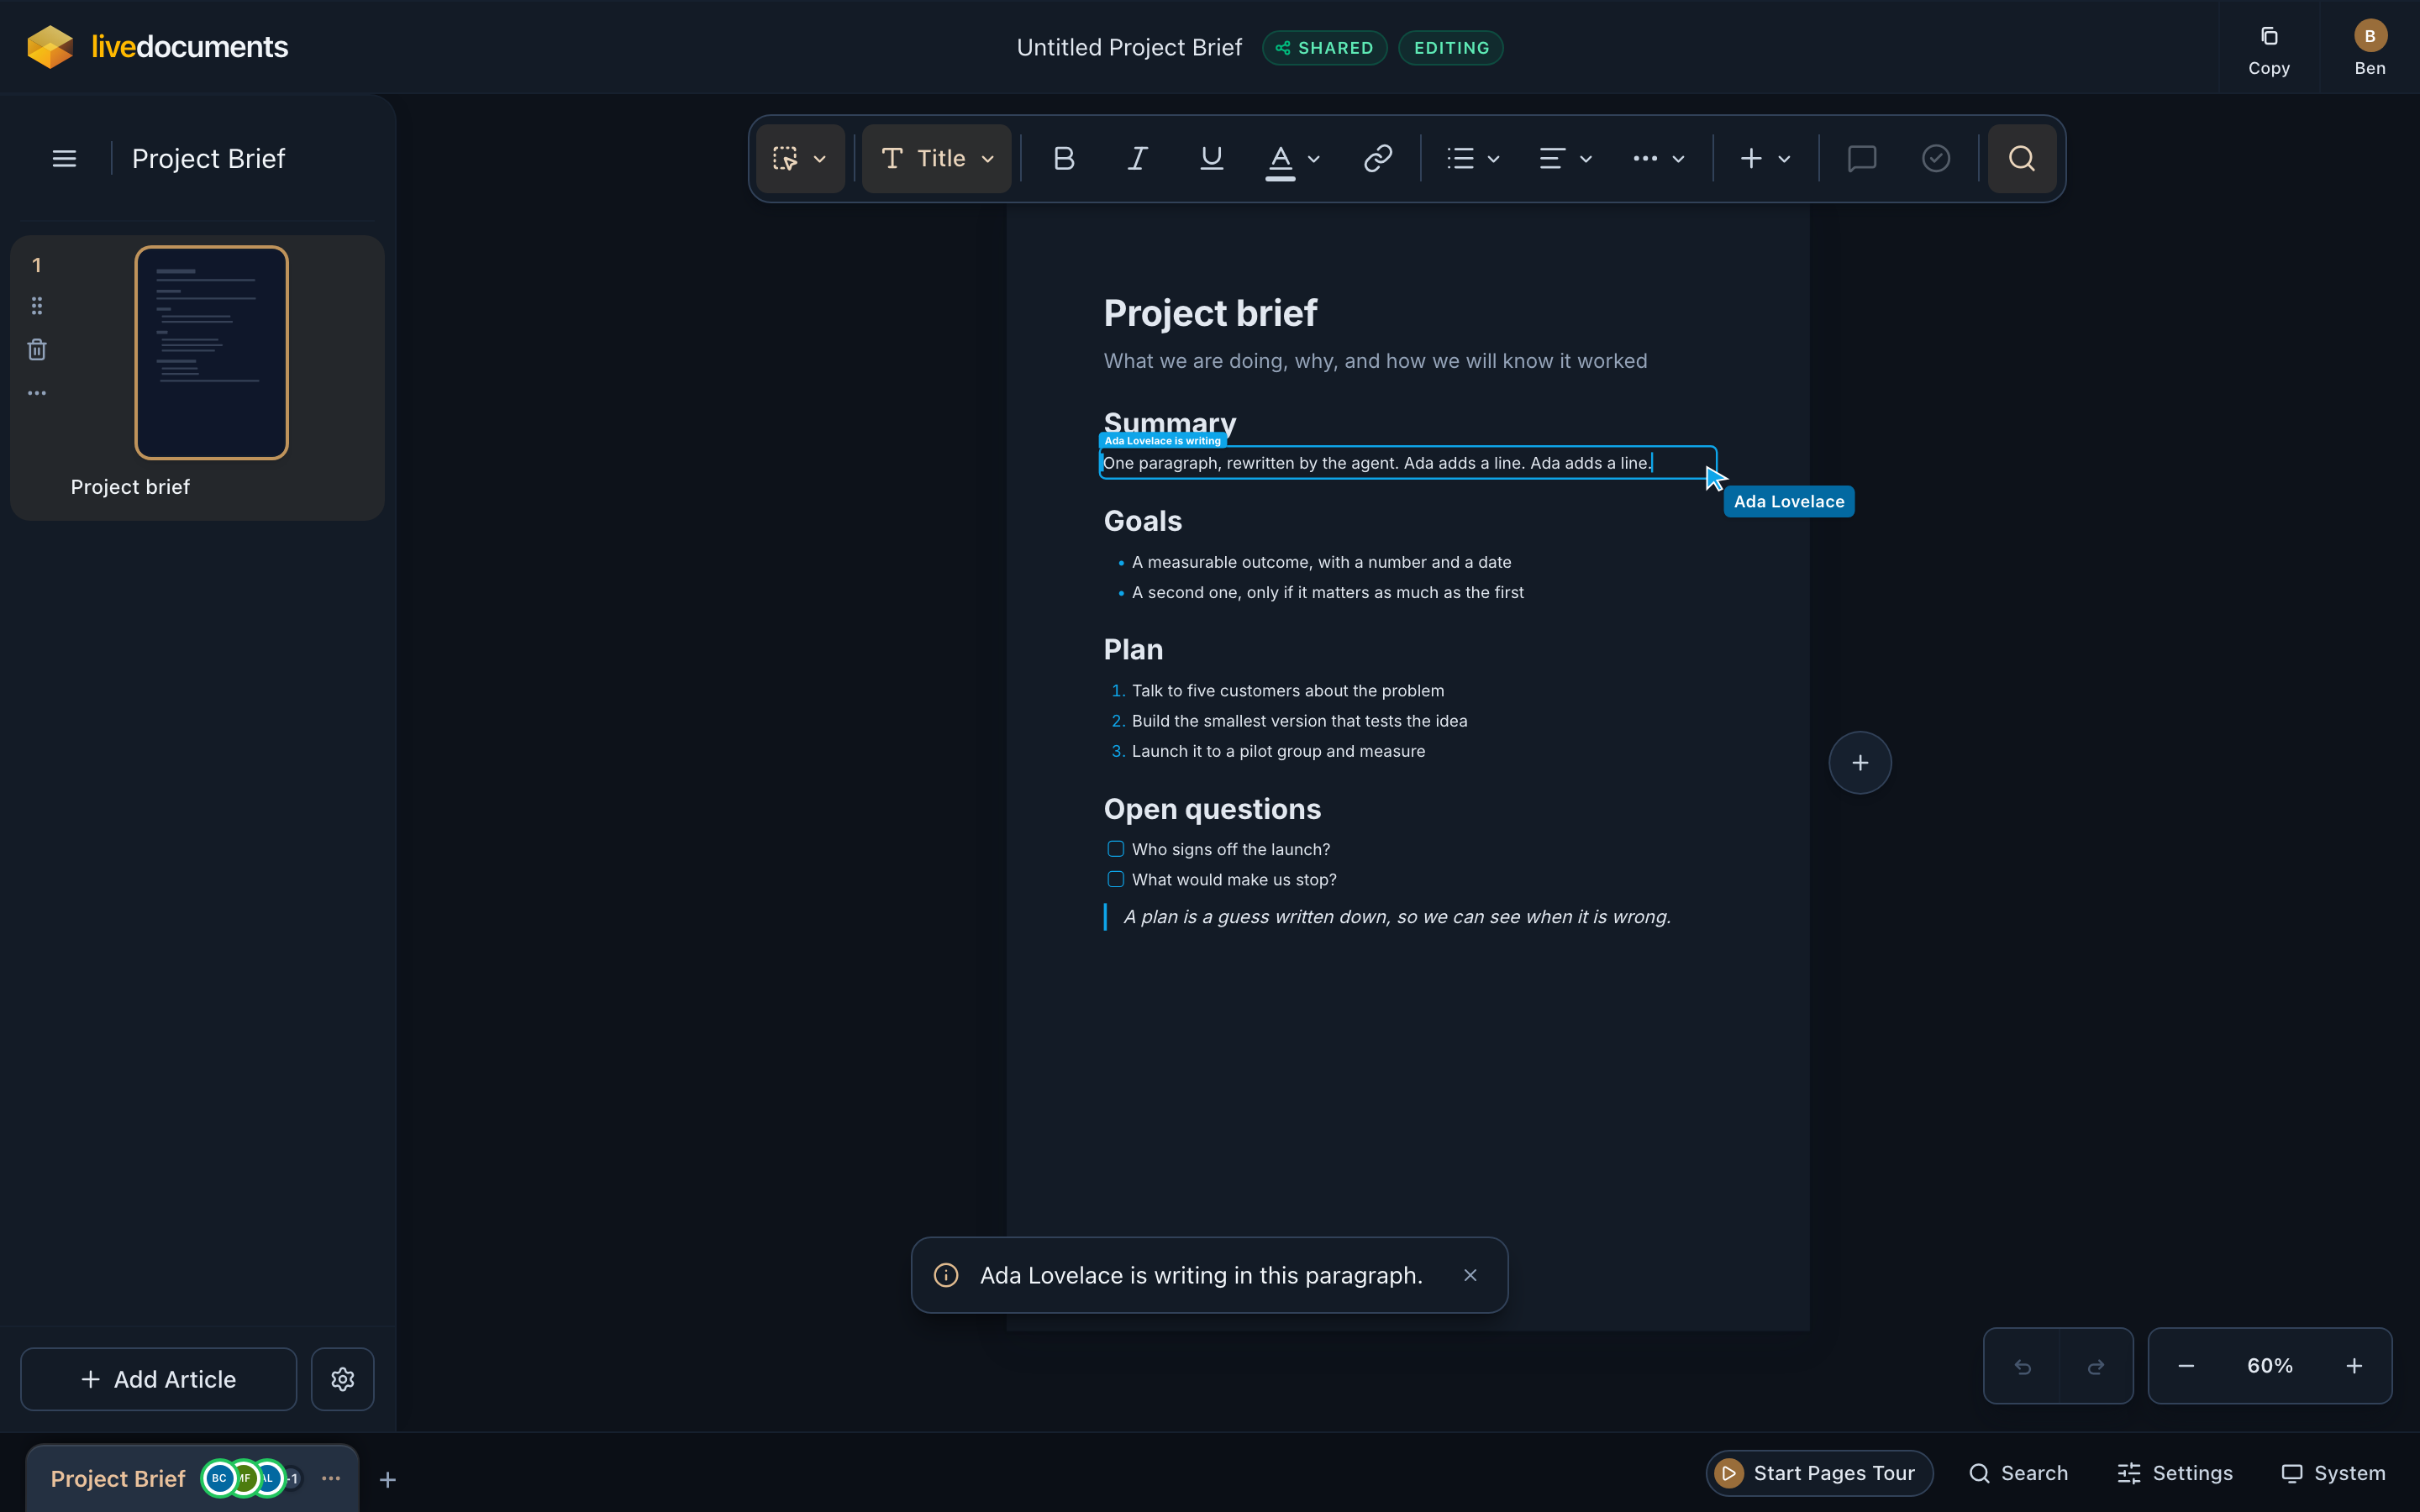 livedocuments
Untitled Project Brief
SHARED
EDITING
Copy
B
Ben
Project Brief
Title
1
Project brief
Project brief
What we are doing, why, and how we will know it worked
Summary
Ada Lovelace is writing
One paragraph, rewritten by the agent. Ada adds a line. Ada adds a line.
Ada Lovelace
Goals
• A measurable outcome, with a number and a date
• A second one, only if it matters as much as the first
Plan
1. Talk to five customers about the problem
2. Build the smallest version that tests the idea
3. Launch it to a pilot group and measure
Open questions
Who signs off the launch?
What would make us stop?
A plan is a guess written down, so we can see when it is wrong.
Ada Lovelace is writing in this paragraph.
Add Article
60%
Project Brief
BC
Start Pages Tour
Search
Settings
System